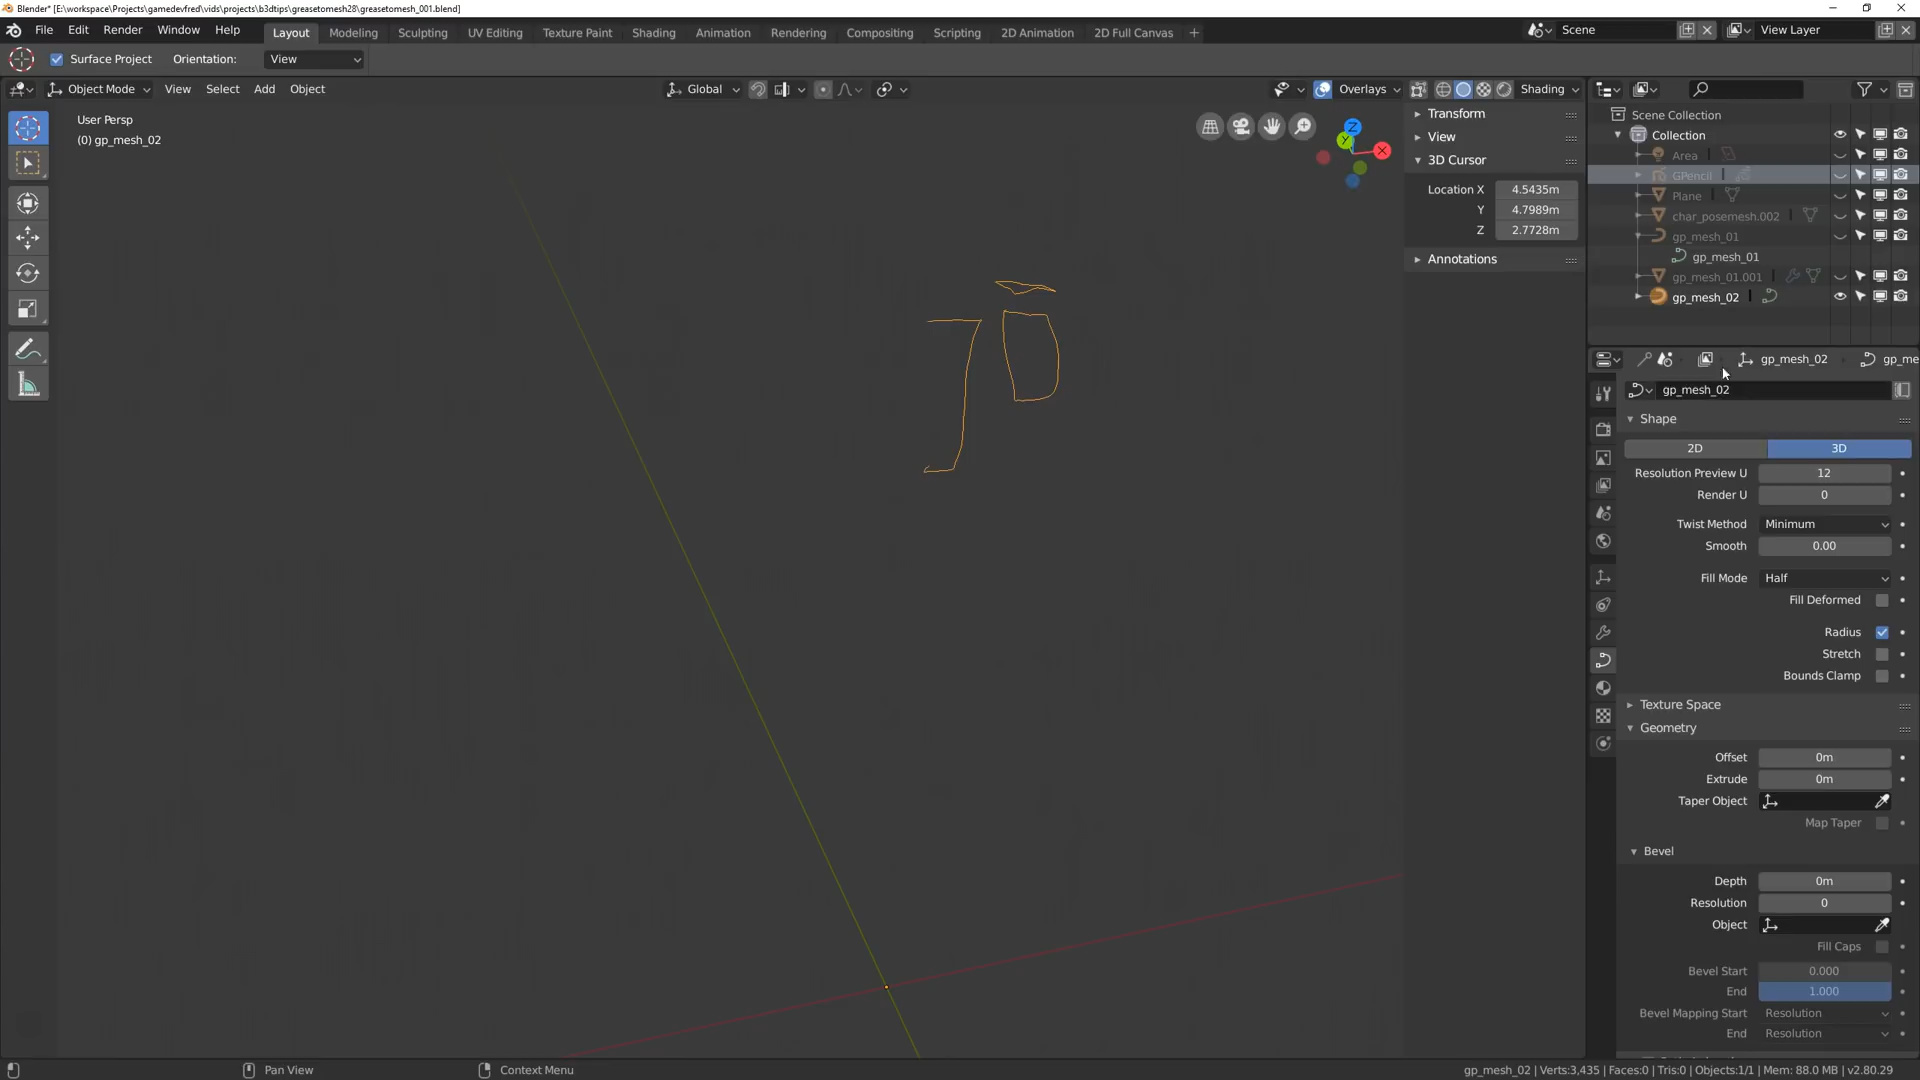 Blender* [E:\workspace\Projects\gamedevfred\vids\projects\b3dtips\greasetomesh28\greasetomesh_001.blend]
File Edit Render Window Help Layout Modeling Sculpting UV Editing Texture Paint Shading Animation Rendering Compositing Scripting 2D Animation 2D Full Canvas + Scene View Layer
Surface Project Orientation: View
Object Mode View Select Add Object Global Overlays Shading
User Persp
(0) gp_mesh_02
Transform
View
3D Cursor
Location X 4.5435m
Y 4.7989m
Z 2.7728m
Annotations
Z
Y
X
Scene Collection
Collection
Area
GPencil
Plane
char_posemesh.002
gp_mesh_01
gp_mesh_01
gp_mesh_01.001
gp_mesh_02
gp_mesh_02 gp_me
gp_mesh_02
Shape
2D 3D
Resolution Preview U 12
Render U 0
Twist Method Minimum
Smooth 0.00
Fill Mode Half
Fill Deformed
Radius
Stretch
Bounds Clamp
Texture Space
Geometry
Offset 0m
Extrude 0m
Taper Object
Map Taper
Bevel
Depth 0m
Resolution 0
Object
Fill Caps
Bevel Start 0.000
End 1.000
Bevel Mapping Start Resolution
End Resolution
Pan View Context Menu gp_mesh_02 | Verts:3,435 | Faces:0 | Tris:0 | Objects:1/1 | Mem: 88.0 MB | v2.80.29